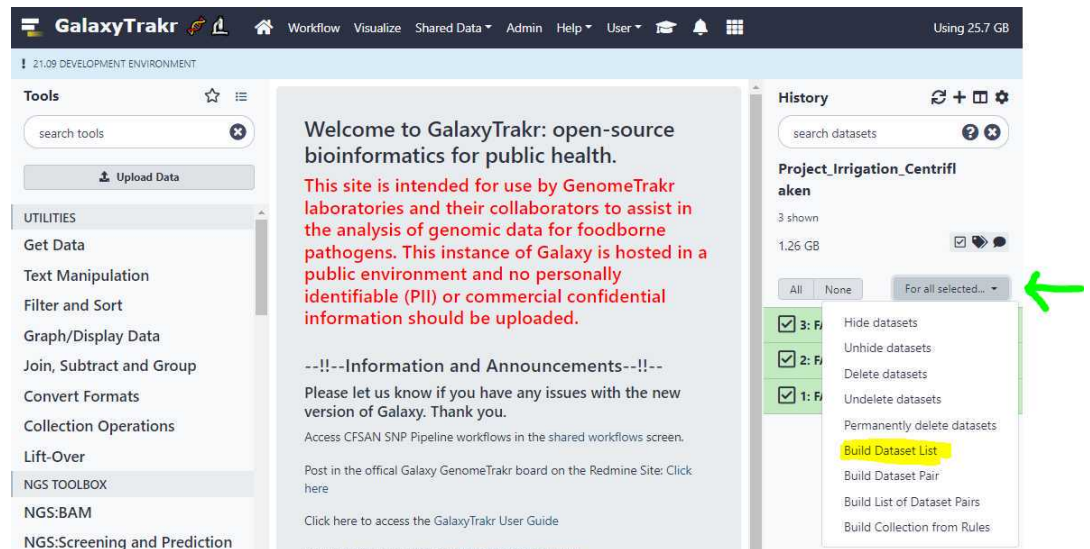 GalaxyTrakr Workflow Visualize Shared Data Admin Help User Using 25.7 GB
! 21.09 DEVELOPMENT ENVIRONMENT
Tools
search tools
Upload Data
UTILITIES
Get Data
Text Manipulation
Filter and Sort
Graph/Display Data
Join, Subtract and Group
Convert Formats
Collection Operations
Lift-Over
NGS TOOLBOX
NGS:BAM
NGS:Screening and Prediction
Welcome to GalaxyTrakr: open-source
bioinformatics for public health.
This site is intended for use by GenomeTrakr
laboratories and their collaborators to assist in
the analysis of genomic data for foodborne
pathogens. This instance of Galaxy is hosted in a
public environment and no personally
identifiable (PII) or commercial confidential
information should be uploaded.
--!!--Information and Announcements--!!--
Please let us know if you have any issues with the new
version of Galaxy. Thank you.
Access CFSAN SNP Pipeline workflows in the shared workflows screen.
Post in the offical Galaxy GenomeTrakr board on the Redmine Site: Click
here
Click here to access the GalaxyTrakr User Guide
History
search datasets
Project_Irrigation_Centrifl
aken
3 shown
1.26 GB
All None For all selected...
3:
2:
1:
Hide datasets
Unhide datasets
Delete datasets
Undelete datasets
Permanently delete datasets
Build Dataset List
Build Dataset Pair
Build List of Dataset Pairs
Build Collection from Rules